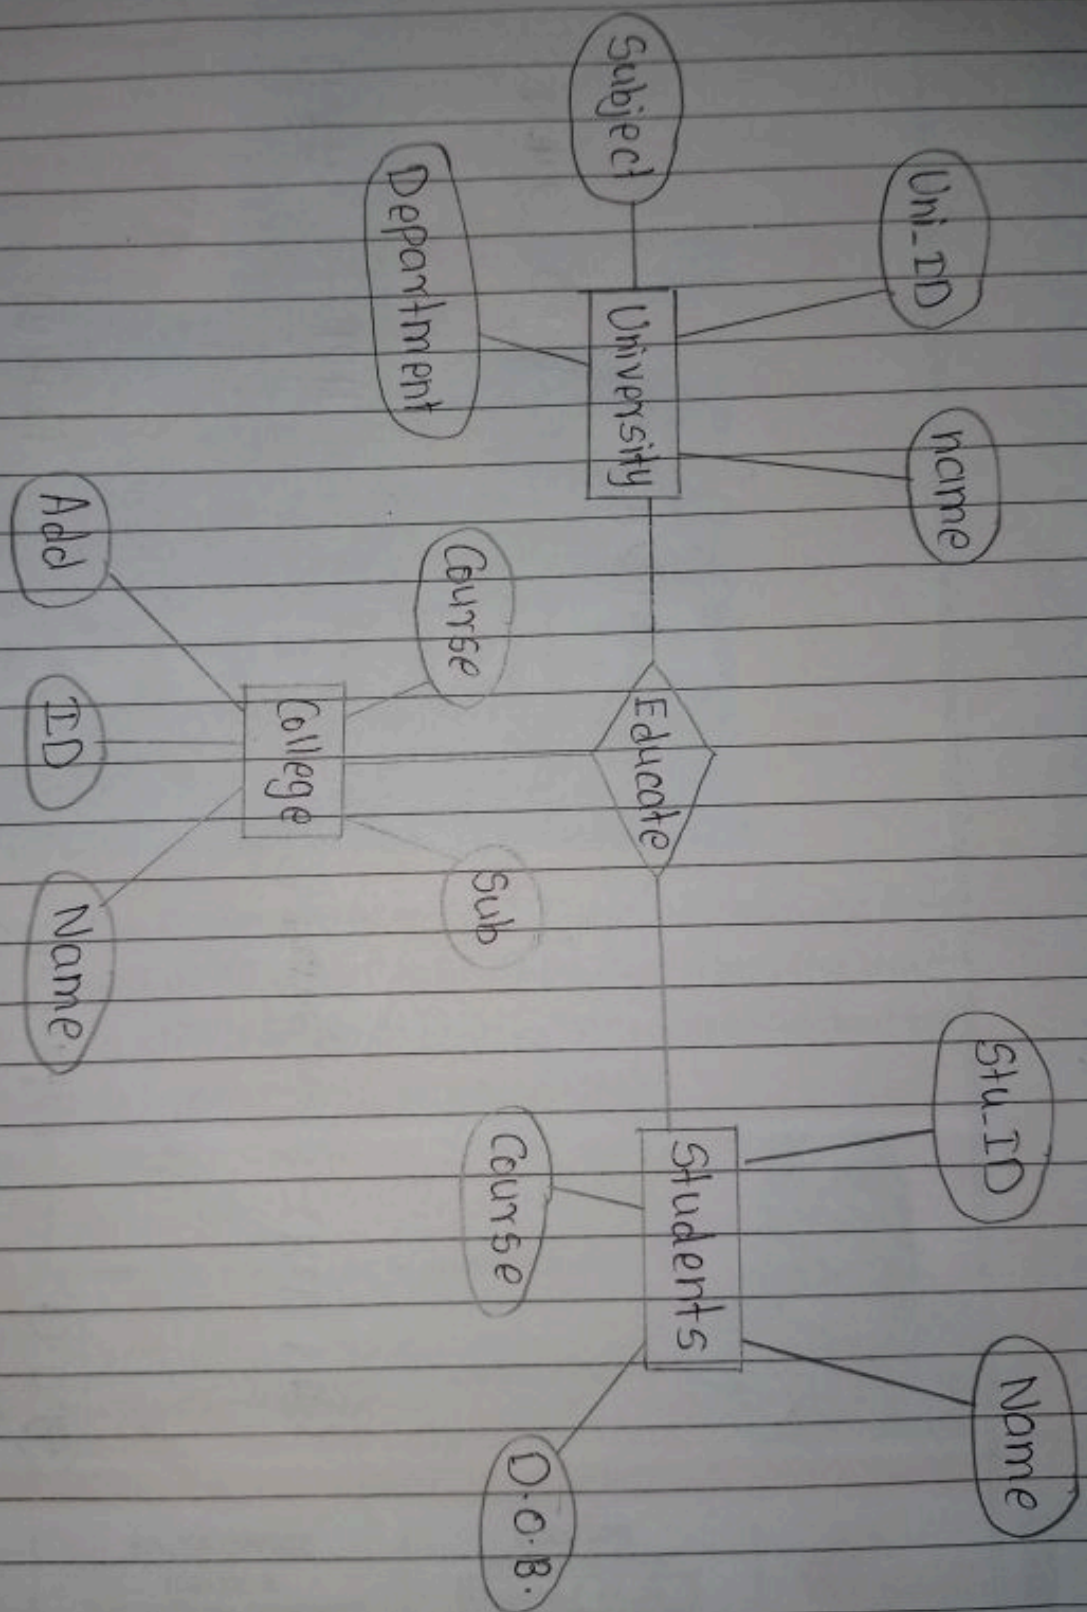 Uni_ID
name
Subject
University
Department
Stu_ID
Name
Educate
Students
Course
D.O.B.
Course
Sub
College
Add
ID
Name.